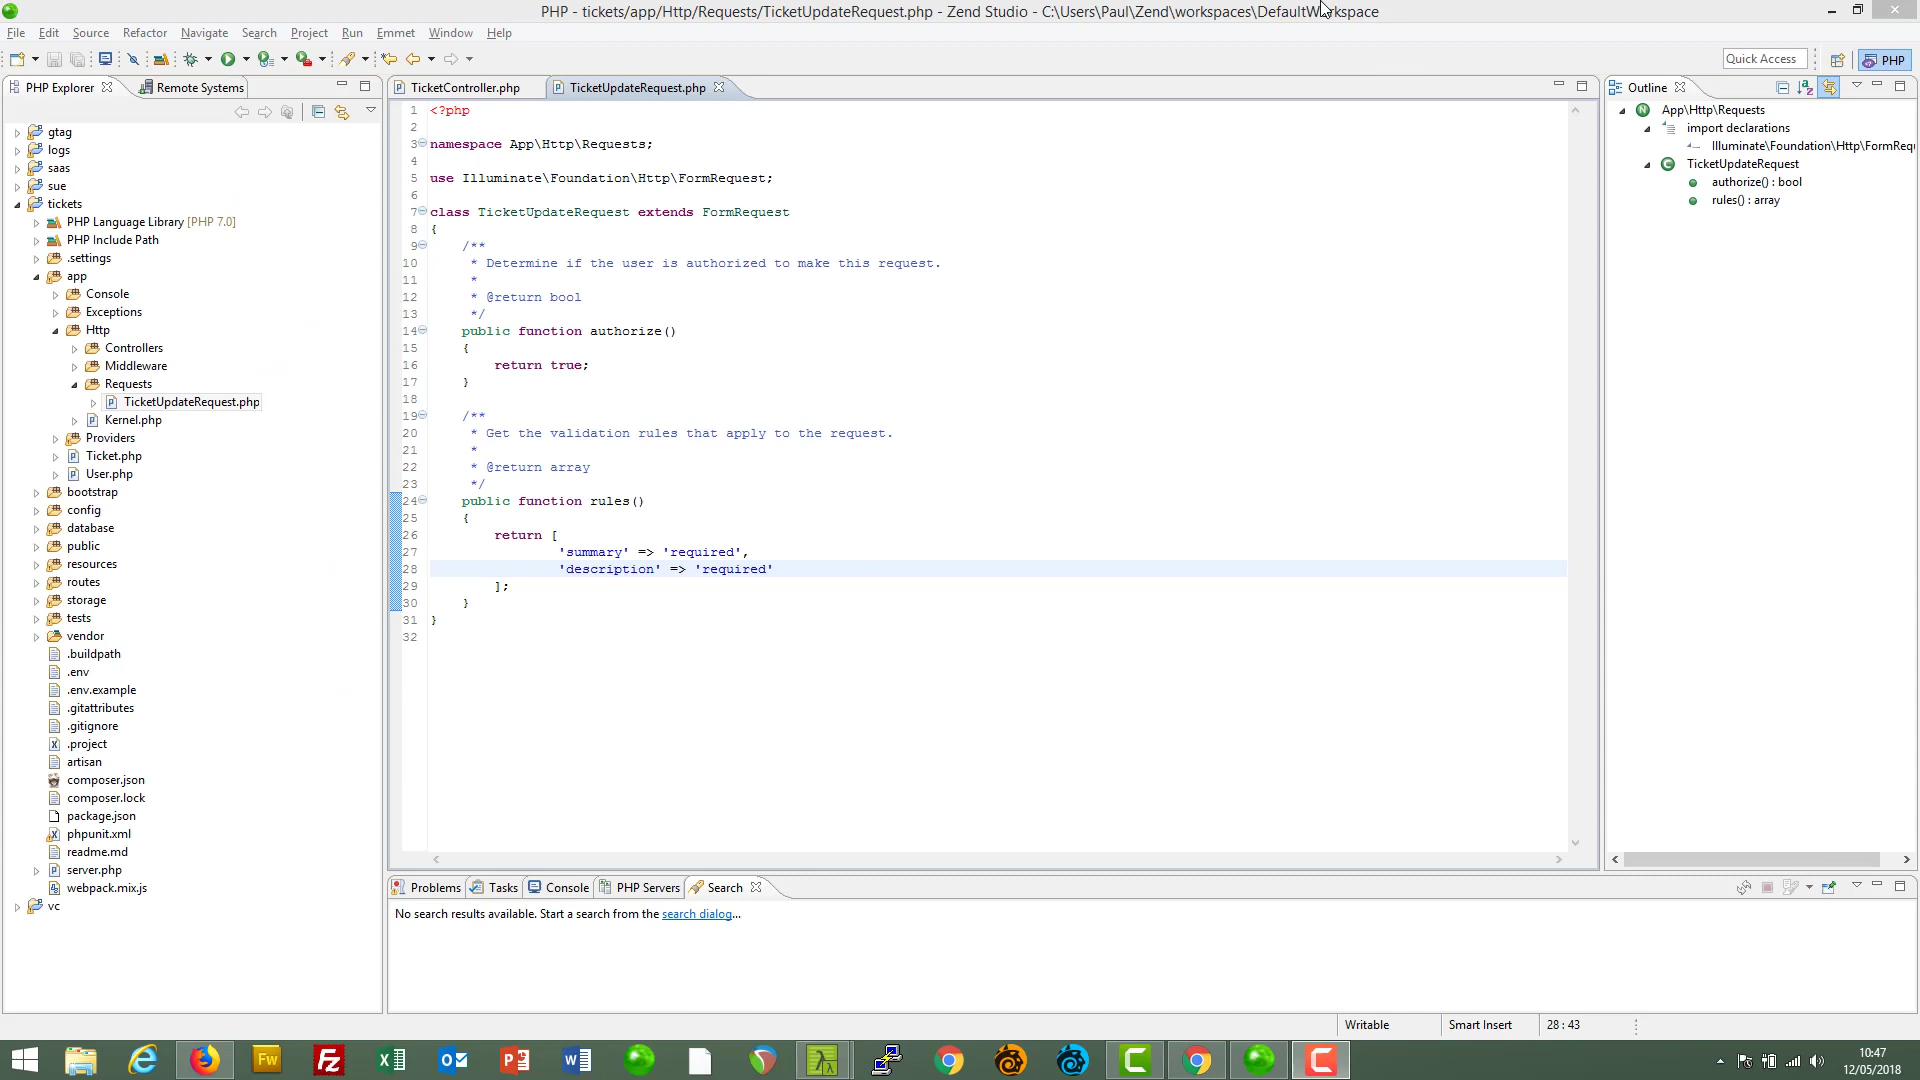 PHP - tickets/app/Http/Requests/TicketUpdateRequest.php - Zend Studio - C:\Users\Paul\Zend\workspaces\DefaultWorkspace
File Edit Source Refactor Navigate Search Project Run Emmet Window Help
Quick Access
PHP
PHP Explorer
Remote Systems
gtag
logs
saas
sue
tickets
PHP Language Library [PHP 7.0]
PHP Include Path
.settings
app
Console
Exceptions
Http
Controllers
Middleware
Requests
TicketUpdateRequest.php
Kernel.php
Providers
Ticket.php
User.php
bootstrap
config
database
public
resources
routes
storage
tests
vendor
.buildpath
.env
.env.example
.gitattributes
.gitignore
.project
artisan
composer.json
composer.lock
package.json
phpunit.xml
readme.md
server.php
webpack.mix.js
vc
TicketController.php
TicketUpdateRequest.php
1 <?php
2
3 namespace App\Http\Requests;
4
5 use Illuminate\Foundation\Http\FormRequest;
6
7 class TicketUpdateRequest extends FormRequest
8 {
9 /**
10 * Determine if the user is authorized to make this request.
11 *
12 * @return bool
13 */
14 public function authorize()
15 {
16 return true;
17 }
18
19 /**
20 * Get the validation rules that apply to the request.
21 *
22 * @return array
23 */
24 public function rules()
25 {
26 return [
27 'summary' => 'required',
28 'description' => 'required'
29 ];
30 }
31 }
32
Outline
App\Http\Requests
import declarations
Illuminate\Foundation\Http\FormRequ
TicketUpdateRequest
authorize() : bool
rules() : array
Problems Tasks Console PHP Servers Search
No search results available. Start a search from the search dialog...
Writable Smart Insert 28 : 43
Fw
10:47
12/05/2018